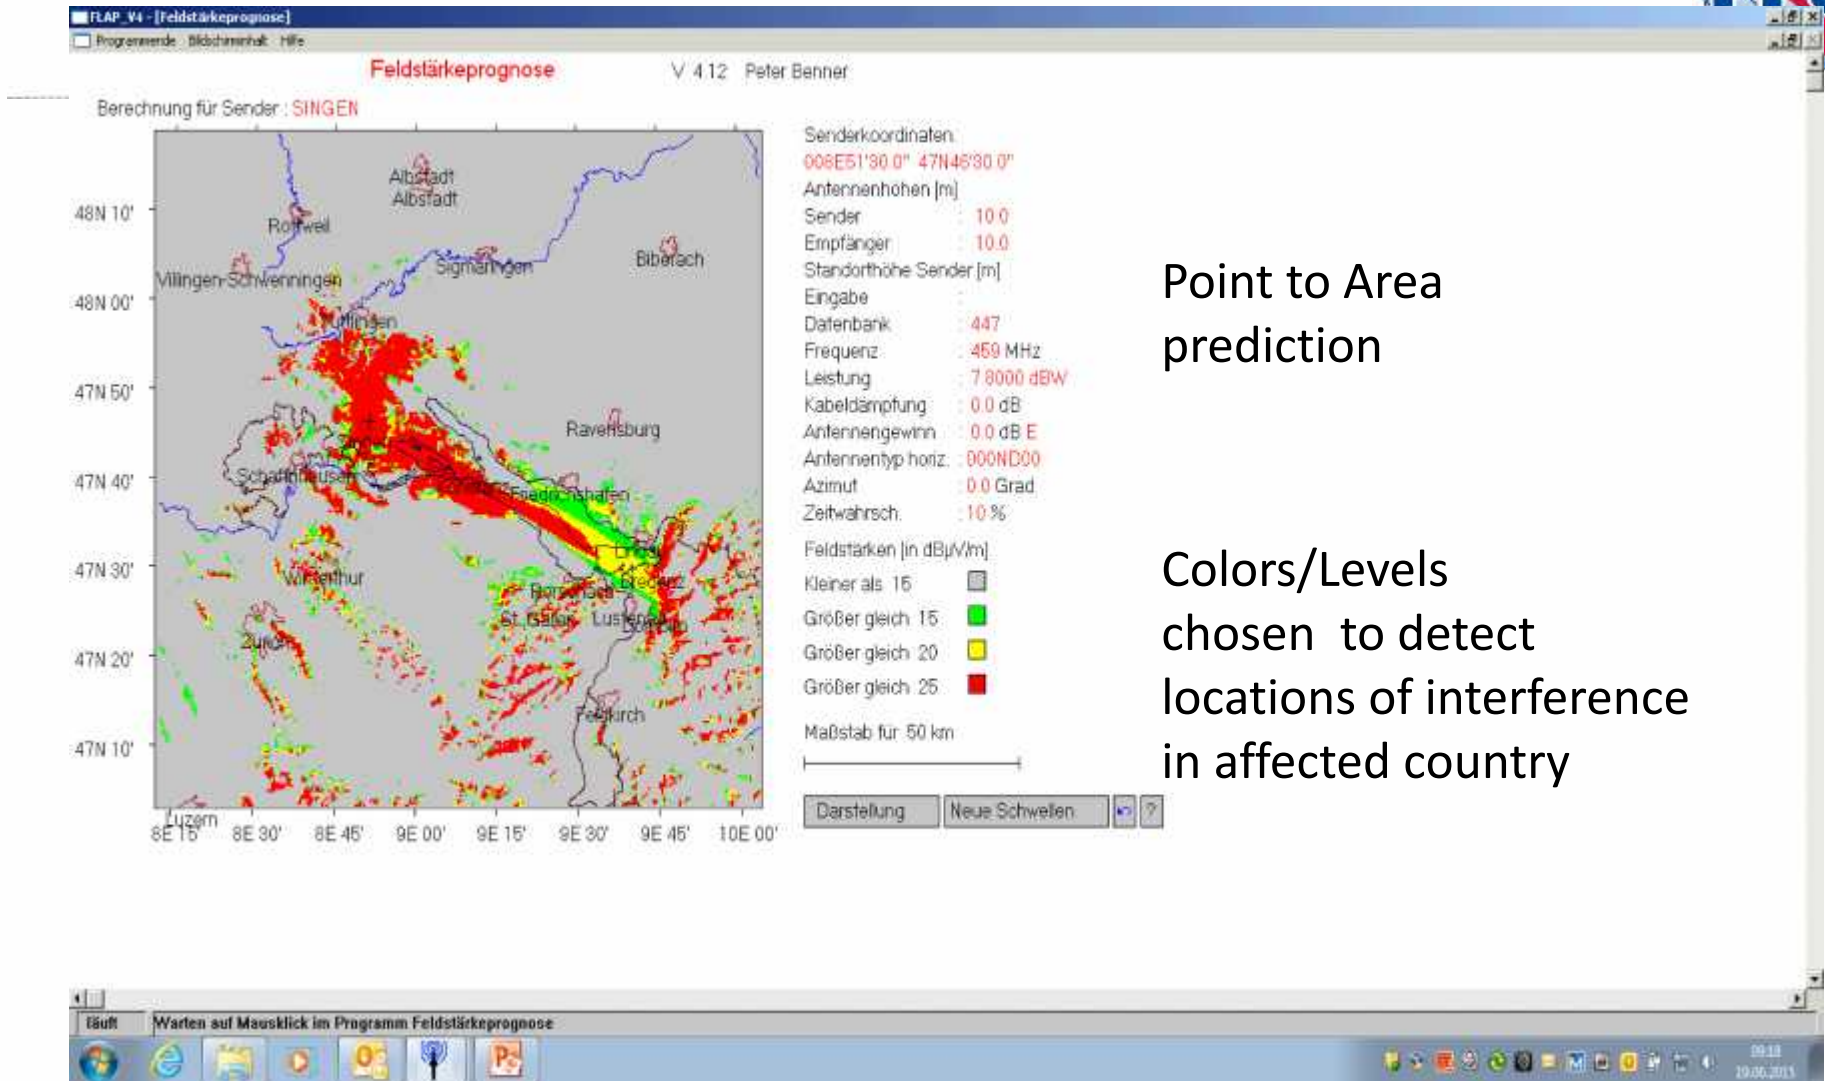 FLAP_V4 - [Feldstärkeprognose]
Programmende Bildschirminhalt Hilfe
Feldstärkeprognose V 4.12 Peter Benner
Berechnung für Sender : SINGEN
Senderkoordinaten:
008E51'30.0" 47N46'30.0"
Antennenhöhen [m]
Sender : 10.0
Empfänger : 10.0
Standorthöhe Sender [m]
Eingabe :
Datenbank : 447
Frequenz : 459 MHz
Leistung : 7.8000 dBW
Kabeldämpfung : 0.0 dB
Antennengewinn : 0.0 dB E
Antennentyp horiz. : 000ND00
Azimut : 0.0 Grad
Zeitwahrsch. : 10 %
Feldstärken [in dBµV/m]
Kleiner als 15
Größer gleich 15
Größer gleich 20
Größer gleich 25
Maßstab für 50 km
Darstellung Neue Schwellen ?
48N 10'
48N 00'
47N 50'
47N 40'
47N 30'
47N 20'
47N 10'
8E 15' 8E 30' 8E 45' 9E 00' 9E 15' 9E 30' 9E 45' 10E 00'
Albstadt
Albstadt
Rottweil
Villingen-Schwenningen
Sigmaringen
Biberach
Tuttlingen
Ravensburg
Schaffhausen
Friedrichshafen
Winterthur
Bregenz
Rorschach
St. Gallen
Zürich
Feldkirch
Luzern
Point to Area
prediction
Colors/Levels
chosen to detect
locations of interference
in affected country
läuft Warten auf Mausklick im Programm Feldstärkeprognose
09:18
19.06.2015